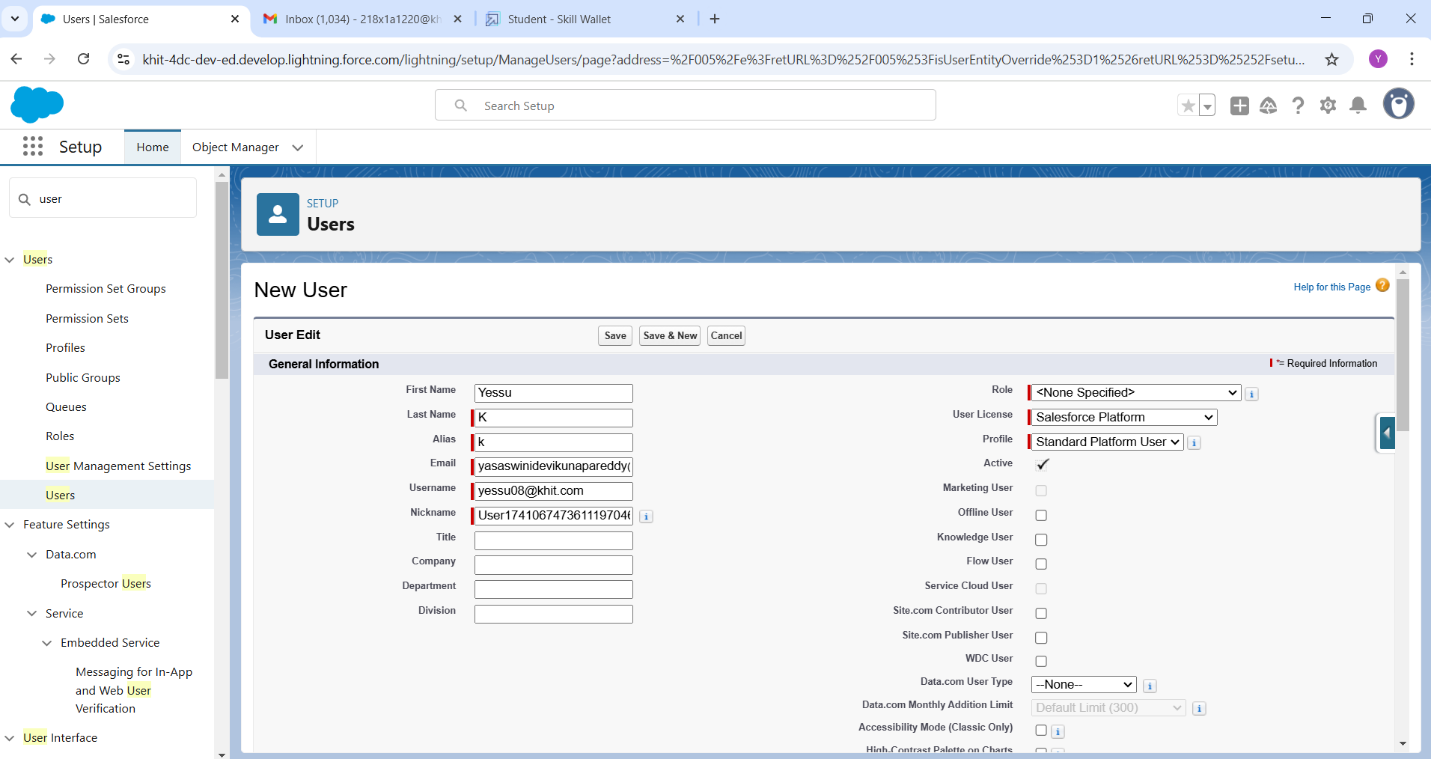 Users | Salesforce
Inbox (1,034) - 218x1a1220@kh
Student - Skill Wallet
khit-4dc-dev-ed.develop.lightning.force.com/lightning/setup/ManageUsers/page?address=%2F005%2Fe%3FretURL%3D%252F005%253FisUserEntityOverride%253D1%2526retURL%253D%25252Fsetu...
Y
Search Setup
Setup
Home
Object Manager
user
Users
Permission Set Groups
Permission Sets
Profiles
Public Groups
Queues
Roles
User Management Settings
Users
Feature Settings
Data.com
Prospector Users
Service
Embedded Service
Messaging for In-App
and Web User
Verification
User Interface
SETUP
Users
New User
Help for this Page
User Edit
Save
Save & New
Cancel
General Information
*= Required Information
First Name Yessu
Last Name K
Alias k
Email yasaswinidevikunapareddy(
Username yessu08@khit.com
Nickname User1741067473611197046
Title
Company
Department
Division
Role <None Specified>
User License Salesforce Platform
Profile Standard Platform User
Active
Marketing User
Offline User
Knowledge User
Flow User
Service Cloud User
Site.com Contributor User
Site.com Publisher User
WDC User
Data.com User Type --None--
Data.com Monthly Addition Limit Default Limit (300)
Accessibility Mode (Classic Only)
High-Contrast Palette on Charts